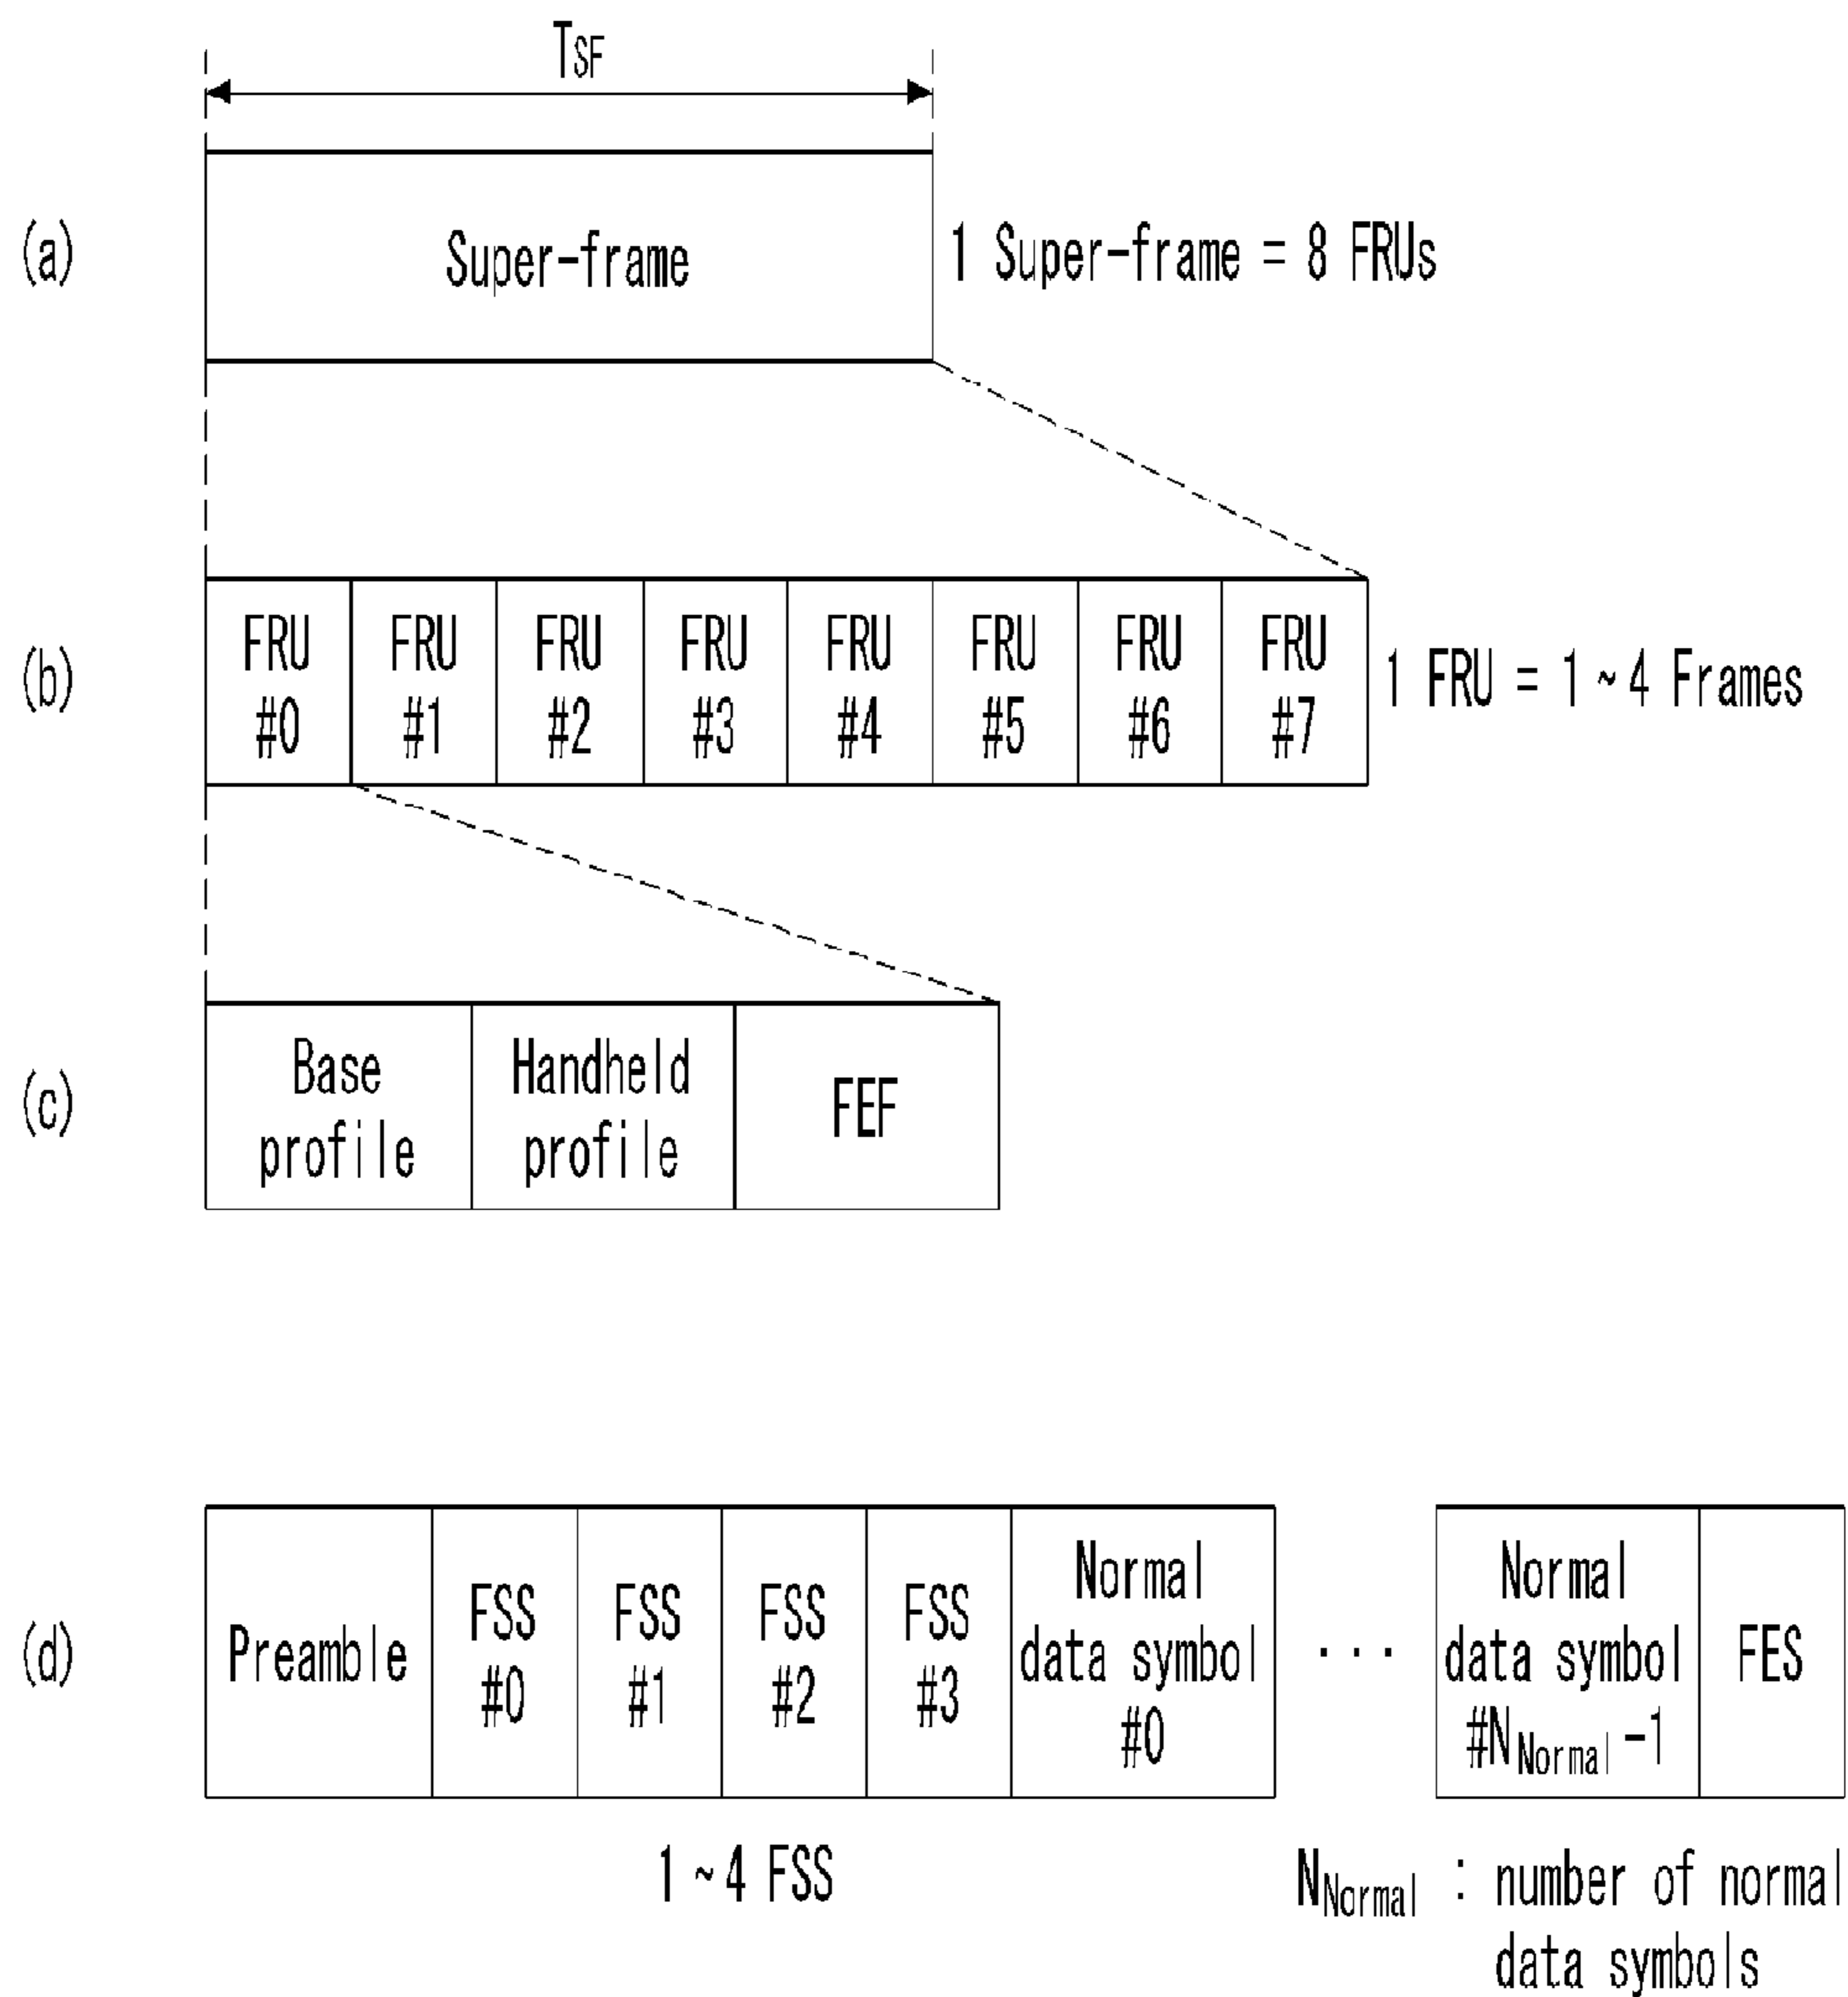 TSF
(a)
Super-frame
1 Super-frame = 8 FRUs
(b)
FRU
#0
FRU
#1
FRU
#2
FRU
#3
FRU
#4
FRU
#5
FRU
#6
FRU
#7
1 FRU = 1 ~ 4 Frames
(c)
Base
profile
Handheld
profile
FEF
(d)
Preamble
FSS
#0
FSS
#1
FSS
#2
FSS
#3
Normal
data symbol
#0
...
Normal
data symbol
#NNormal -1
FES
1 ~ 4 FSS
NNormal : number of normal
data symbols